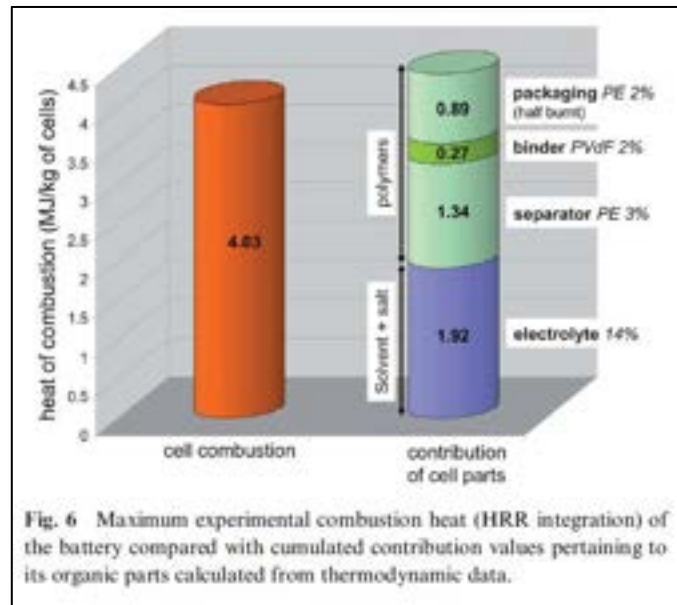 heat of combustion (MJ/kg of cells)
4.5
4
3.5
3
2.5
2
1.5
1
0.5
0
4.03
cell combustion
polymers
Solvent + salt
0.89
0.27
1.34
1.92
packaging PE 2%
(half burnt)
binder PVdF 2%
separator PE 3%
electrolyte 14%
contribution
of cell parts
Fig. 6 Maximum experimental combustion heat (HRR integration) of
the battery compared with cumulated contribution values pertaining to
its organic parts calculated from thermodynamic data.